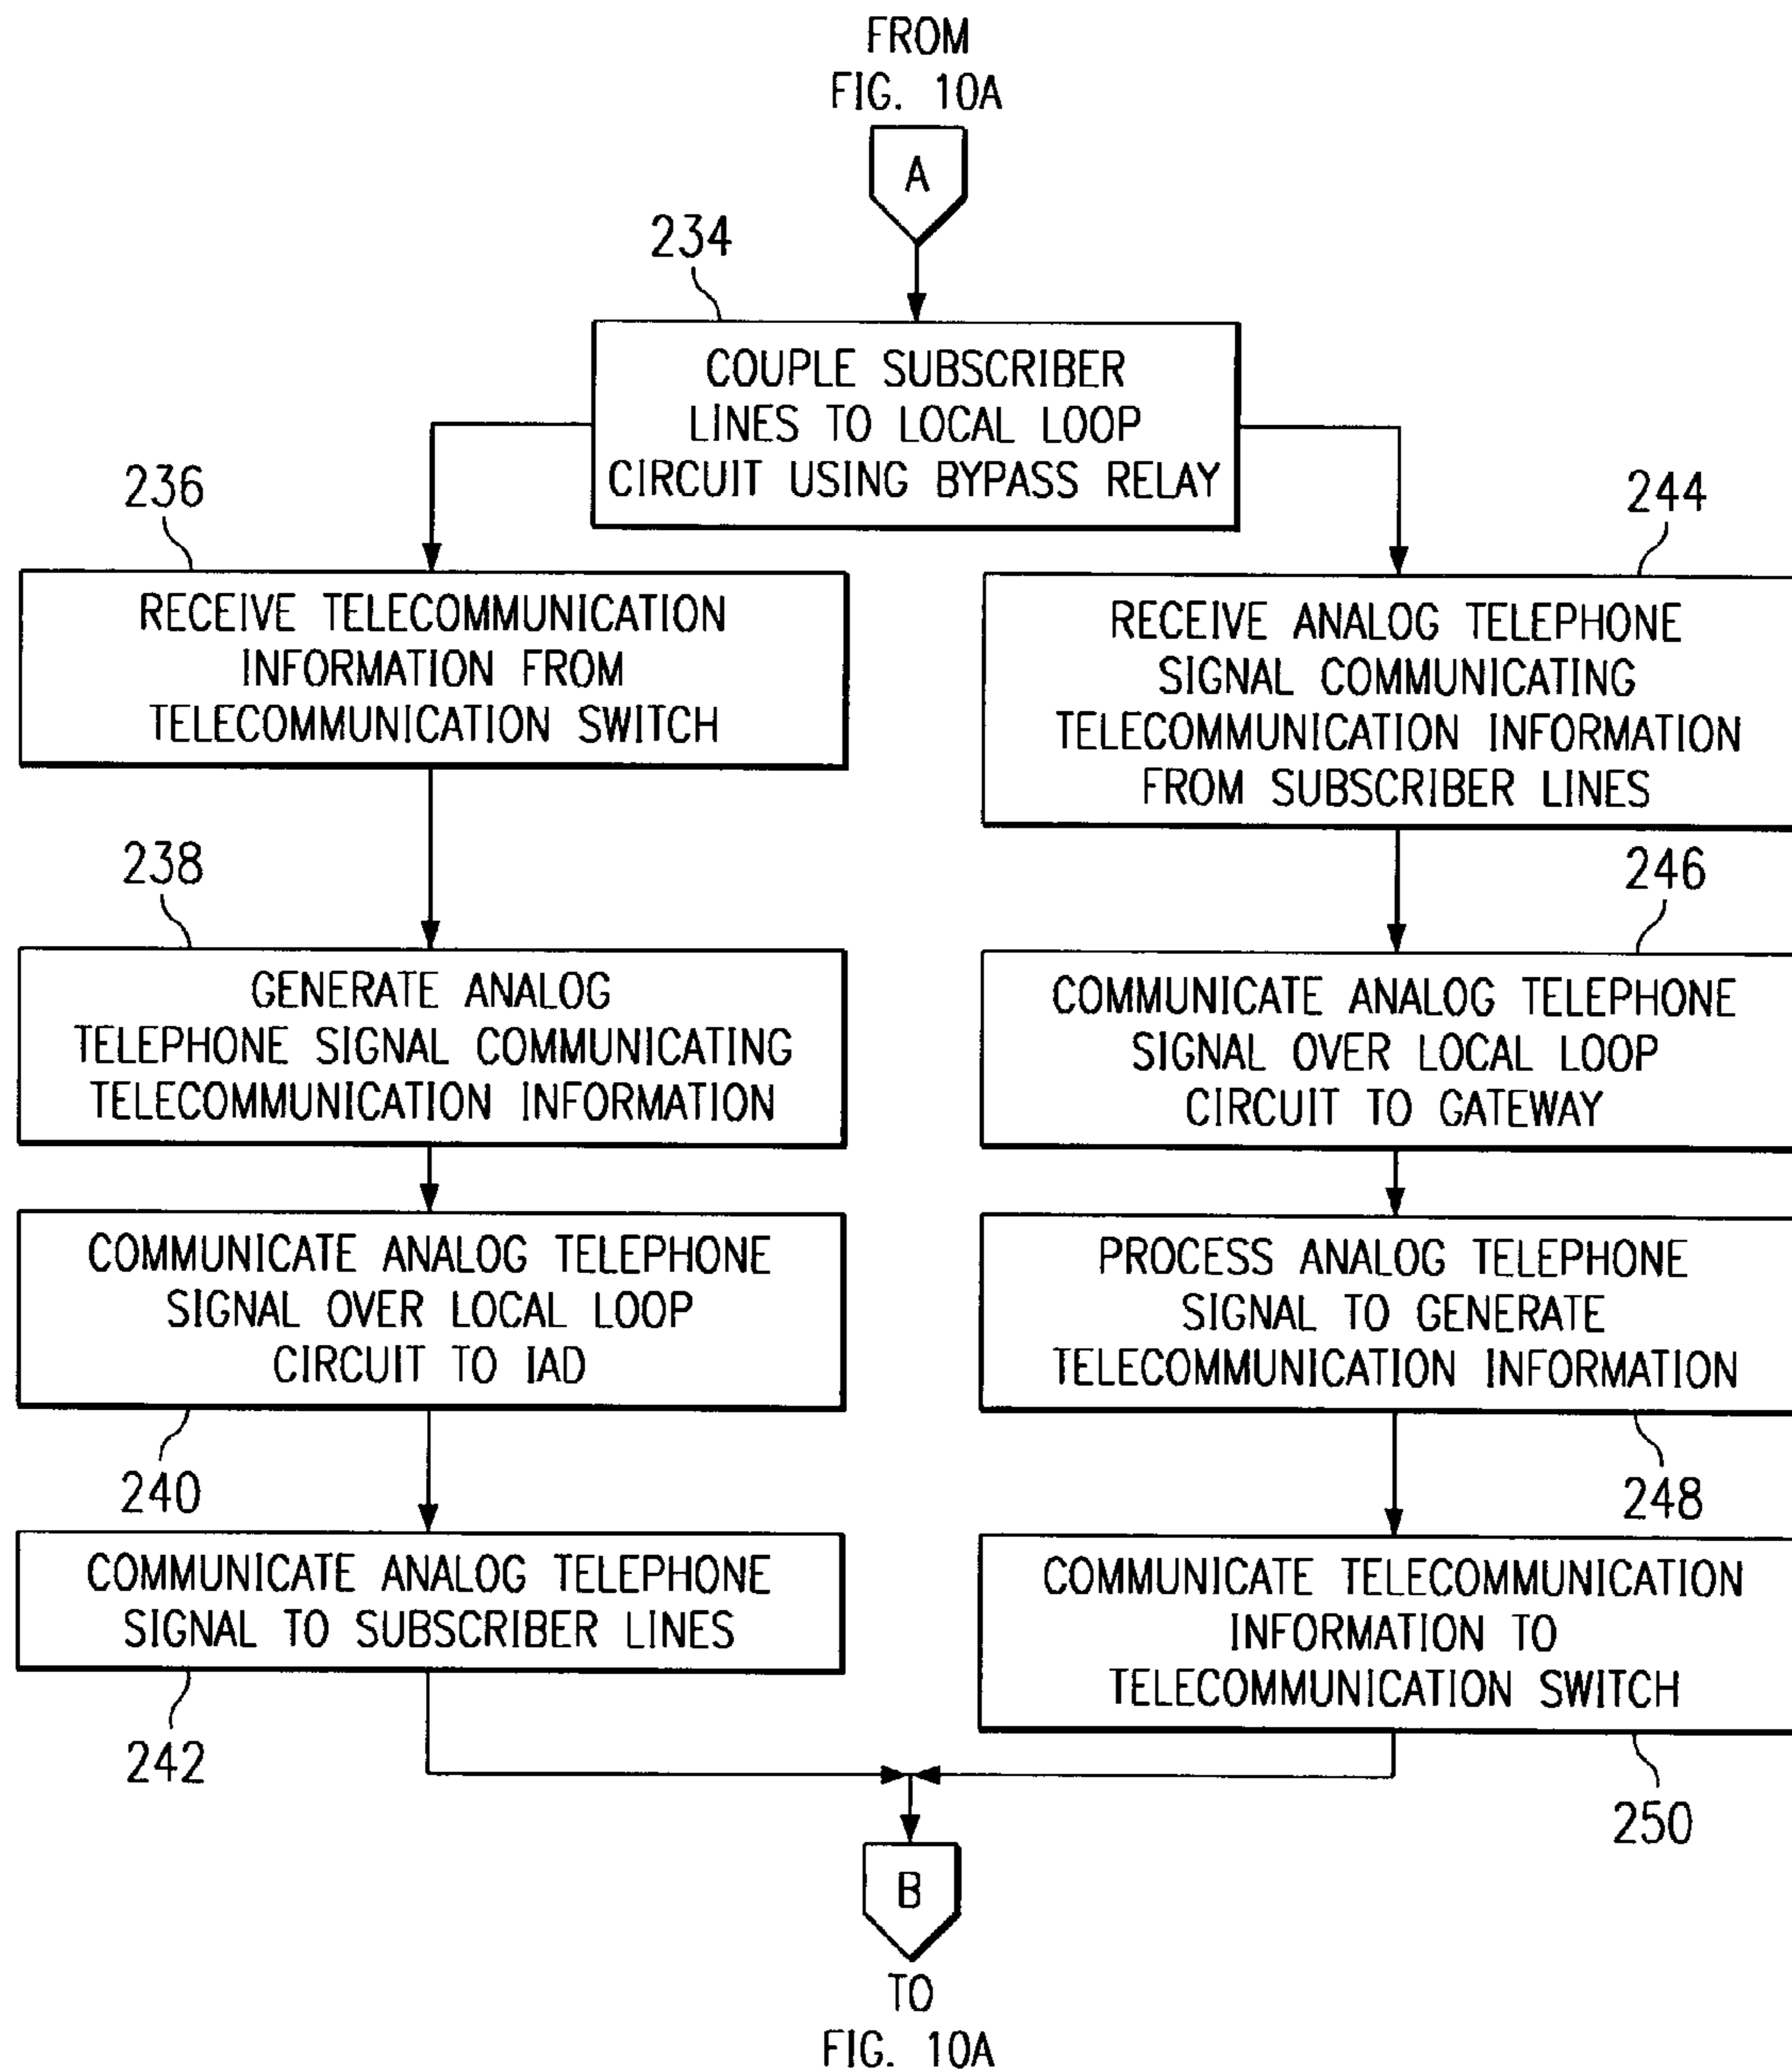 FROM
FIG. 10A
A
234
COUPLE SUBSCRIBER
LINES TO LOCAL LOOP
CIRCUIT USING BYPASS RELAY
236
RECEIVE TELECOMMUNICATION
INFORMATION FROM
TELECOMMUNICATION SWITCH
238
GENERATE ANALOG
TELEPHONE SIGNAL COMMUNICATING
TELECOMMUNICATION INFORMATION
COMMUNICATE ANALOG TELEPHONE
SIGNAL OVER LOCAL LOOP
CIRCUIT TO IAD
240
COMMUNICATE ANALOG TELEPHONE
SIGNAL TO SUBSCRIBER LINES
242
244
RECEIVE ANALOG TELEPHONE
SIGNAL COMMUNICATING
TELECOMMUNICATION INFORMATION
FROM SUBSCRIBER LINES
246
COMMUNICATE ANALOG TELEPHONE
SIGNAL OVER LOCAL LOOP
CIRCUIT TO GATEWAY
PROCESS ANALOG TELEPHONE
SIGNAL TO GENERATE
TELECOMMUNICATION INFORMATION
248
COMMUNICATE TELECOMMUNICATION
INFORMATION TO
TELECOMMUNICATION SWITCH
250
B
TO
FIG. 10A